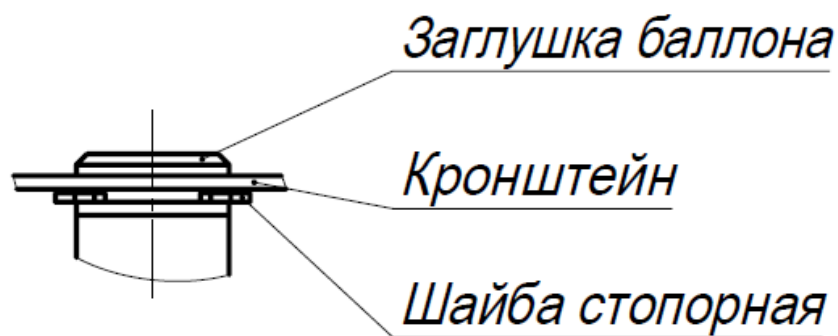 Заглушка баллона
Кронштейн
Шайба стопорная